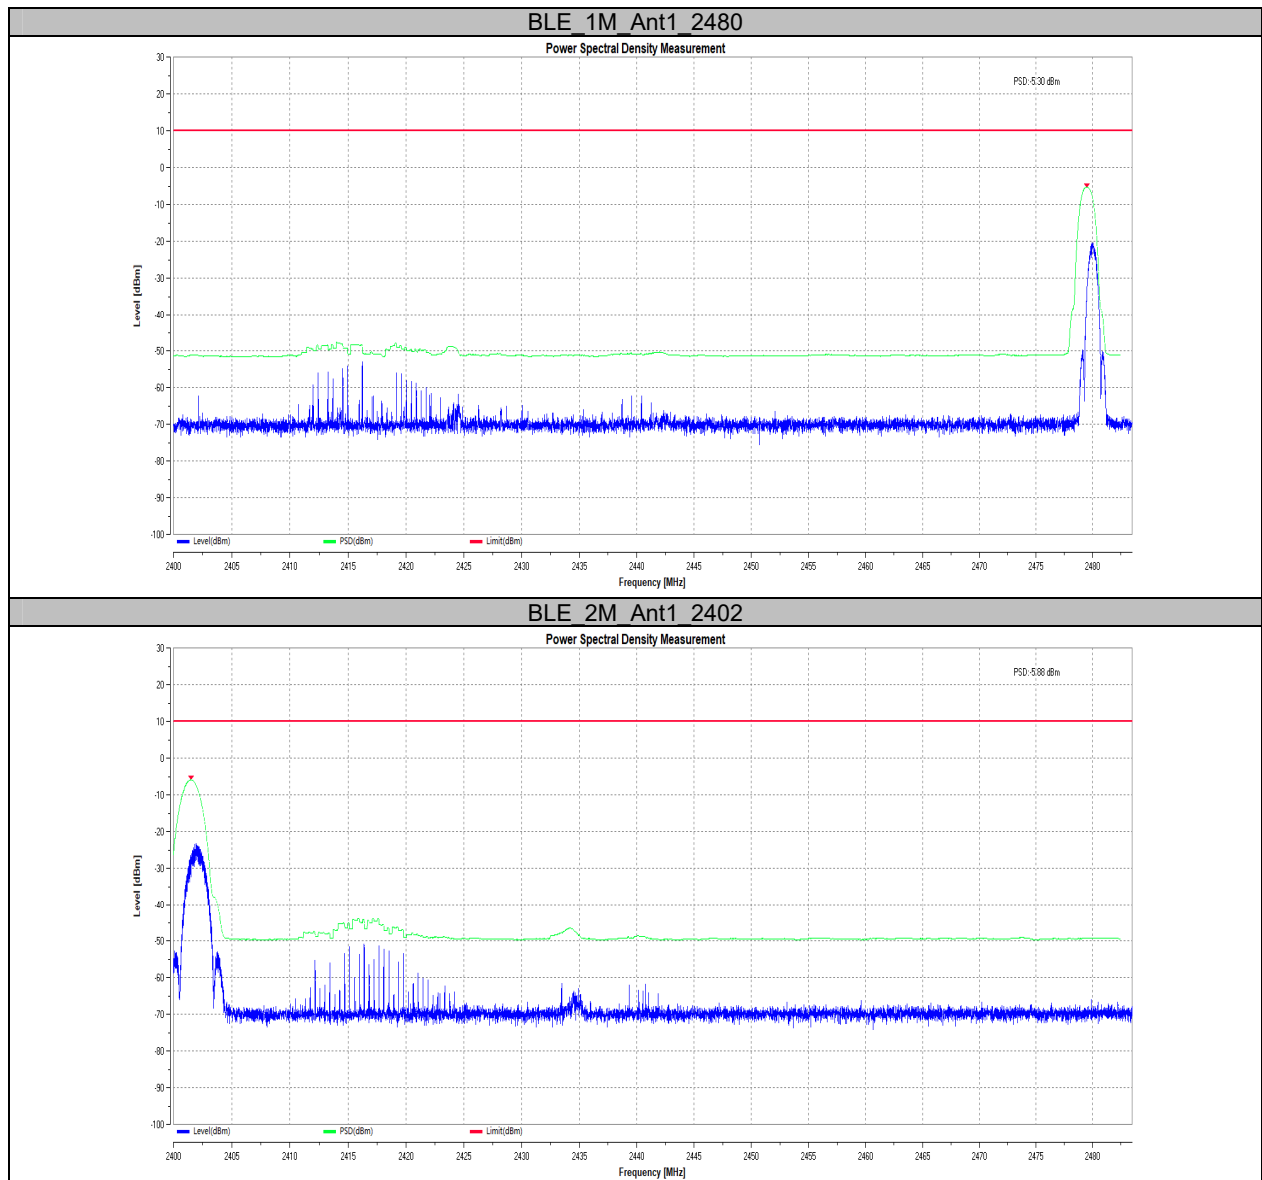 BLE_1M_Ant1_2480
Power Spectral Density Measurement
30
PSD:-5.30 dBm
20
10
0
-10
-20
-30
Level [dBm]
-40
-50
-60
-70
-80
-90
-100
Level(dBm) PSD(dBm) Limit(dBm)
2400 2405 2410 2415 2420 2425 2430 2435 2440 2445 2450 2455 2460 2465 2470 2475 2480
Frequency [MHz]
BLE_2M_Ant1_2402
Power Spectral Density Measurement
30
PSD:-5.88 dBm
20
10
0
-10
-20
-30
Level [dBm]
-40
-50
-60
-70
-80
-90
-100
Level(dBm) PSD(dBm) Limit(dBm)
2400 2405 2410 2415 2420 2425 2430 2435 2440 2445 2450 2455 2460 2465 2470 2475 2480
Frequency [MHz]